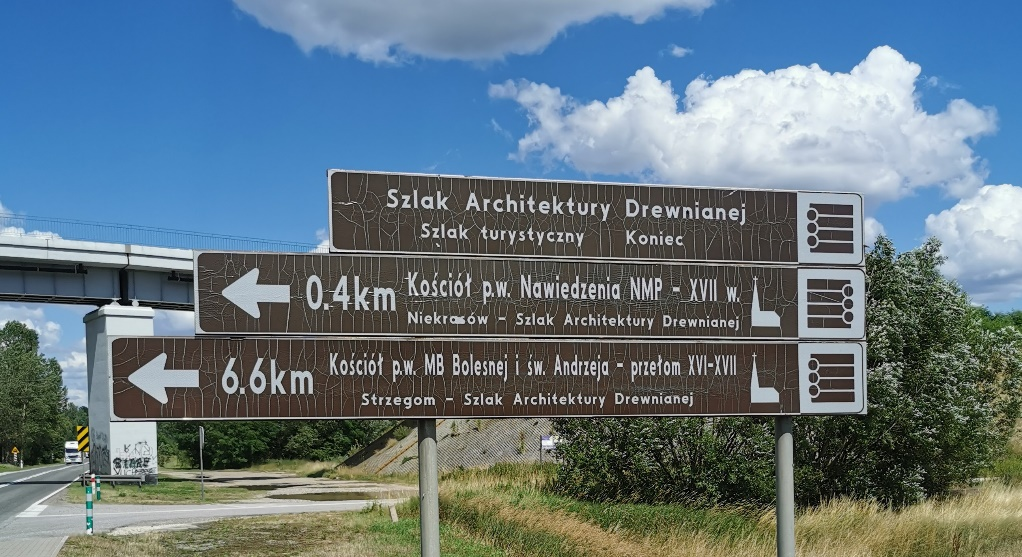 Szlak Architektury Drewnianej
Szlak turystyczny Koniec
0.4km Kościół p.w. Nawiedzenia NMP - XVII w.
Niekrasów - Szlak Architektury Drewnianej
6.6km Kościół p.w. MB Bolesnej i św. Andrzeja - przełom XVI-XVII
Strzegom - Szlak Architektury Drewnianej